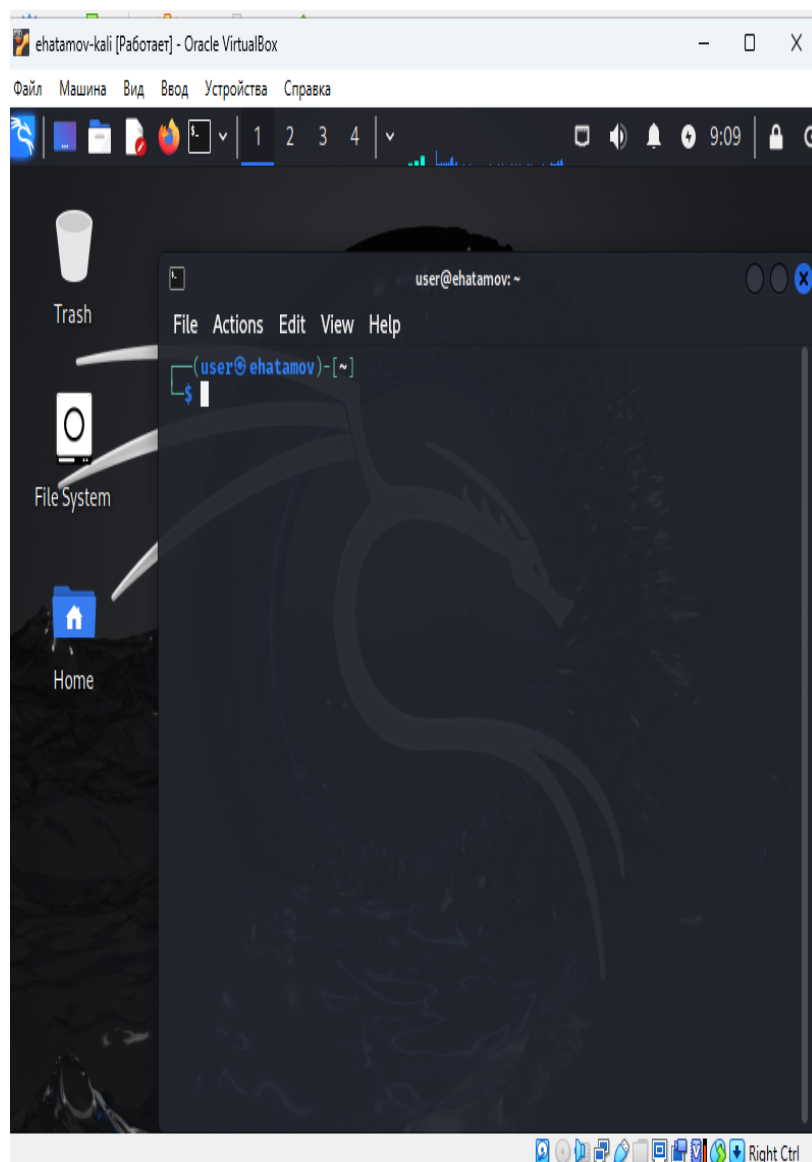 ehatamov-kali [Работает] - Oracle VirtualBox
Файл Машина Вид Ввод Устройства Справка
1 2 3 4 9:09
Trash
File System
Home
user@ehatamov: ~
File Actions Edit View Help
(user㉿ehatamov)-[~]
$
Right Ctrl